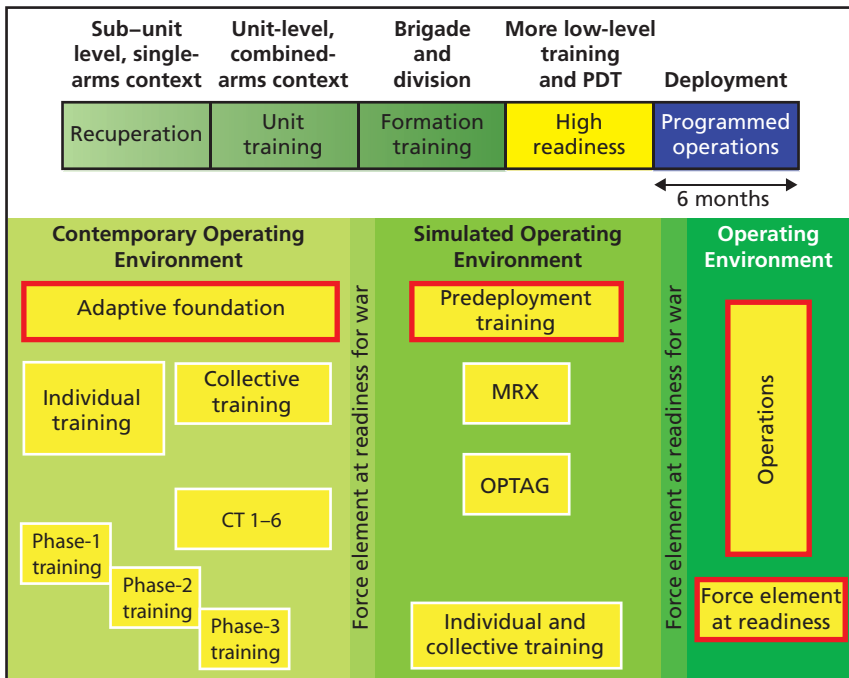 Sub–unit
level, single-
arms context
Unit-level,
combined-
arms context
Brigade
and
division
More low-level
training
and PDT
Deployment
Recuperation
Unit
training
Formation
training
High
readiness
Programmed
operations
6 months
Contemporary Operating
Environment
Adaptive foundation
Individual
training
Collective
training
CT 1–6
Phase-1
training
Phase-2
training
Phase-3
training
Force element at readiness for war
Simulated Operating
Environment
Predeployment
training
MRX
OPTAG
Individual and
collective training
Force element at readiness for war
Operating
Environment
Operations
Force element
at readiness